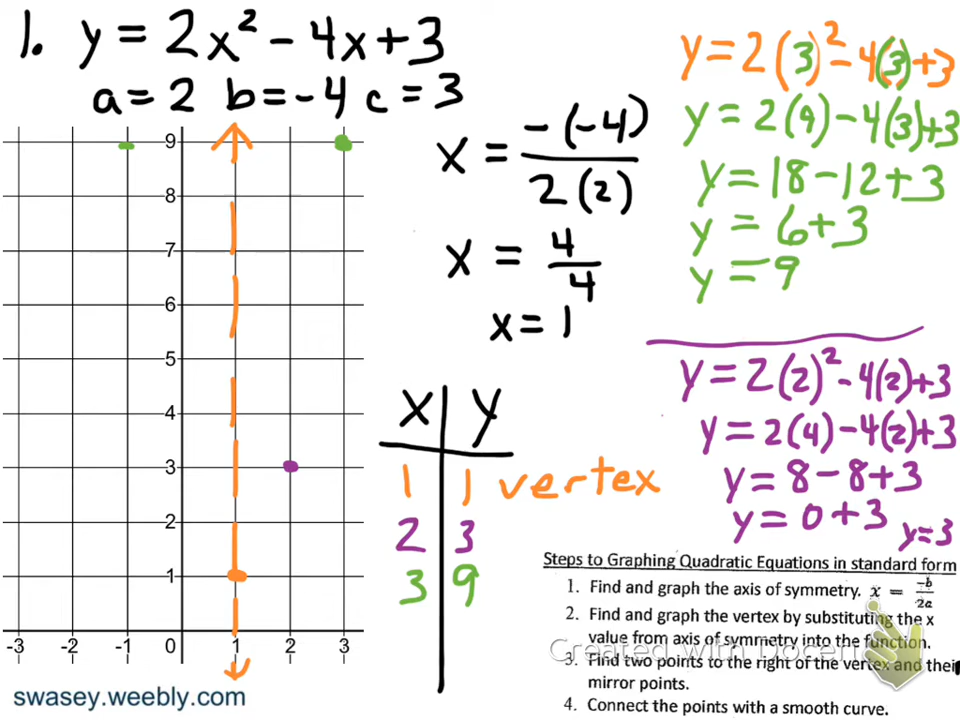 1. y = 2x² - 4x + 3
a = 2 b = -4 c = 3
9
8
7
6
5
4
3
2
1
-3 -2 -1 0 1 2 3
swasey.weebly.com
x = -(-4) / 2(2)
x = 4/4
x = 1
x y
1 1 vertex
2 3
3 9
y = 2(3)² - 4(3) + 3
y = 2(9) - 4(3) + 3
y = 18 - 12 + 3
y = 6 + 3
y = 9
y = 2(2)² - 4(2) + 3
y = 2(4) - 4(2) + 3
y = 8 - 8 + 3
y = 0 + 3 y = 3
Steps to Graphing Quadratic Equations in standard form
1. Find and graph the axis of symmetry. x = -b / 2a
2. Find and graph the vertex by substituting the x
value from axis of symmetry into the function.
Created with Doceri
3. Find two points to the right of the vertex and their
mirror points.
4. Connect the points with a smooth curve.